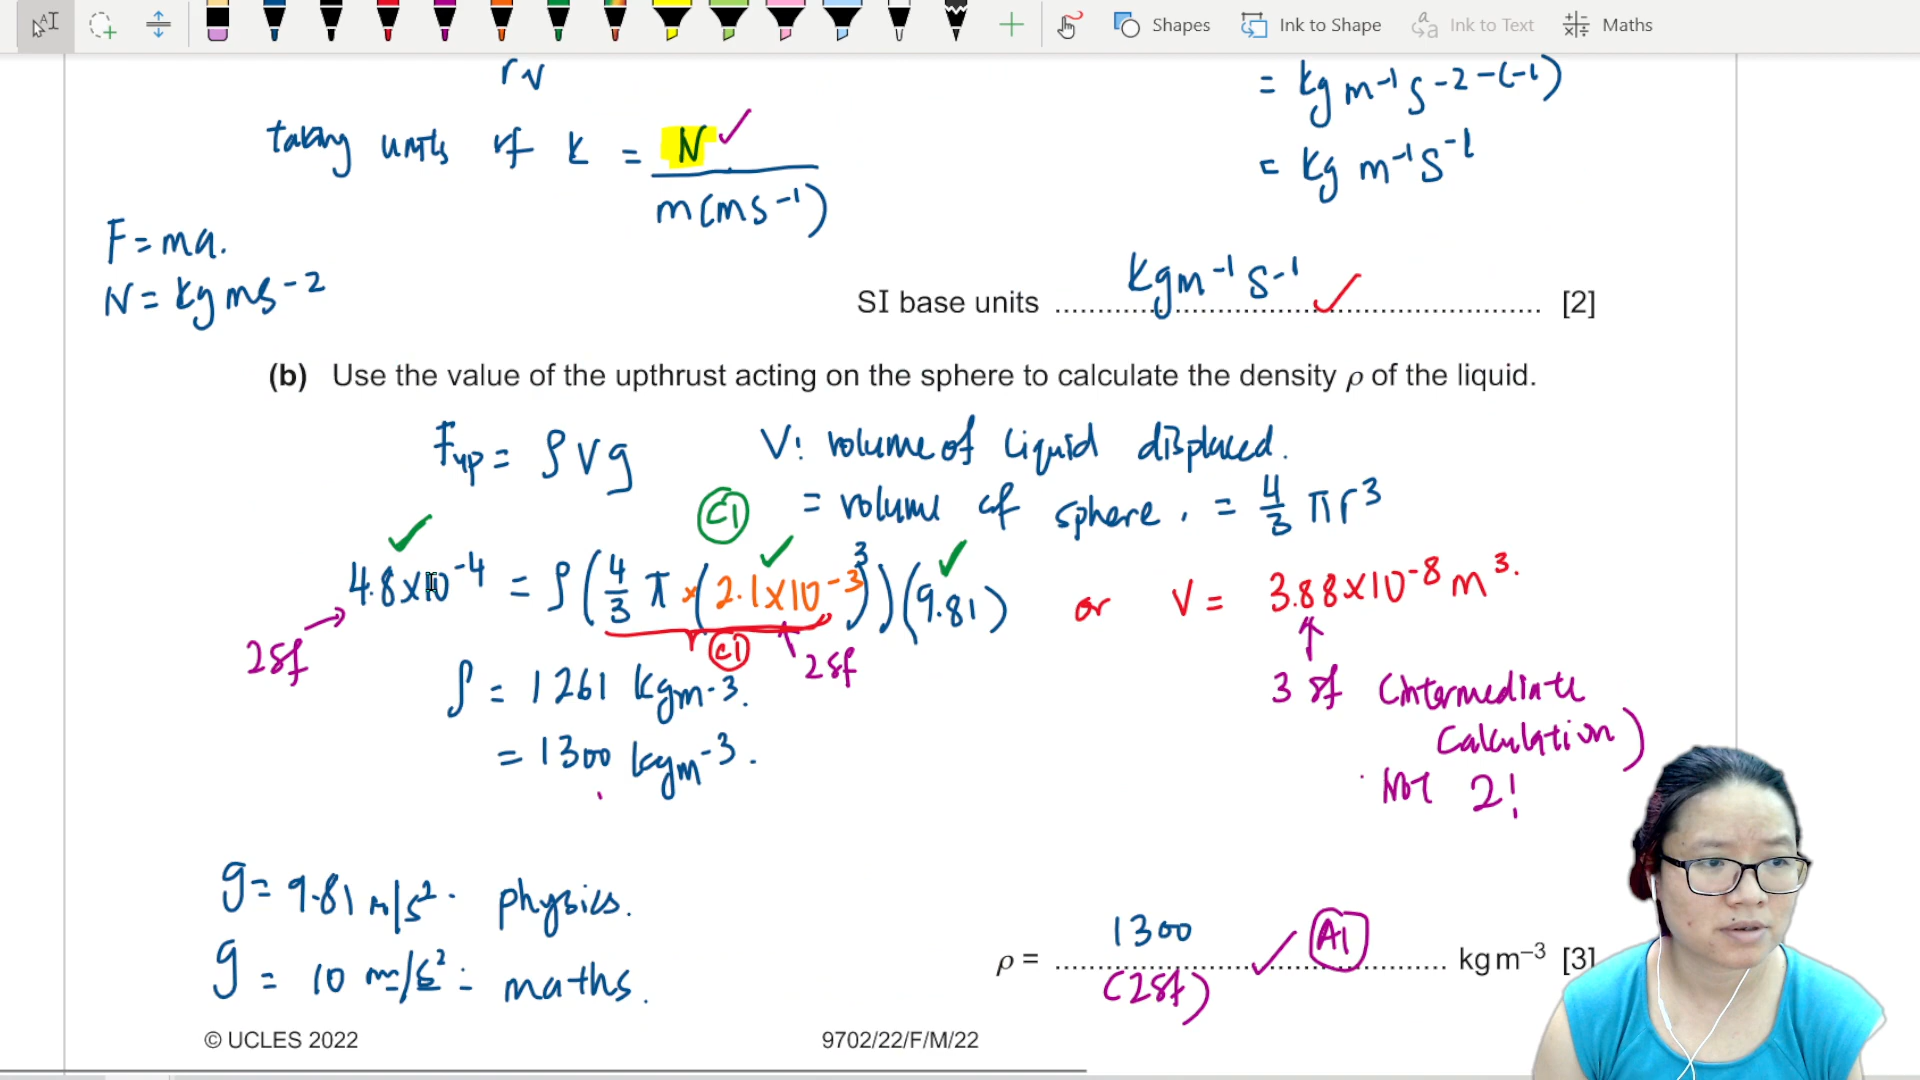 Shapes Ink to Shape Ink to Text Maths
rv
= kg m⁻¹ s⁻²⁻⁽⁻¹⁾
taking units of k = N / m(ms⁻¹)
= kg m⁻¹ s⁻¹
F = ma.
N = kg ms⁻²
kgm⁻¹ s⁻¹
SI base units .................... [2]
(b) Use the value of the upthrust acting on the sphere to calculate the density ρ of the liquid.
Fup = ρVg V: volume of liquid displaced.
C1 = volume of sphere. = 4/3 πr³
4.8×10⁻⁴ = ρ(4/3 π×(2.1×10⁻³)³)(9.81) or V = 3.88×10⁻⁸ m³.
2sf C1 2sf
ρ = 1261 kgm⁻³. 3 sf (intermediate
calculation)
= 1300 kgm⁻³. Not 2!
g = 9.81 m/s². physics.
1300 A1
ρ = .................... kg m⁻³ [3]
g = 10 m/s² = maths. (2sf)
© UCLES 2022 9702/22/F/M/22